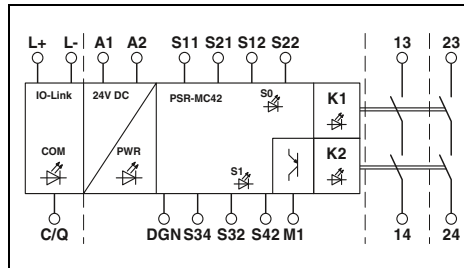 L+ L- A1 A2 S11 S21 S12 S22 13 23
IO-Link 24V DC PSR-MC42 S0 K1
COM PWR S1 K2
C/Q DGN S34 S32 S42 M1 14 24